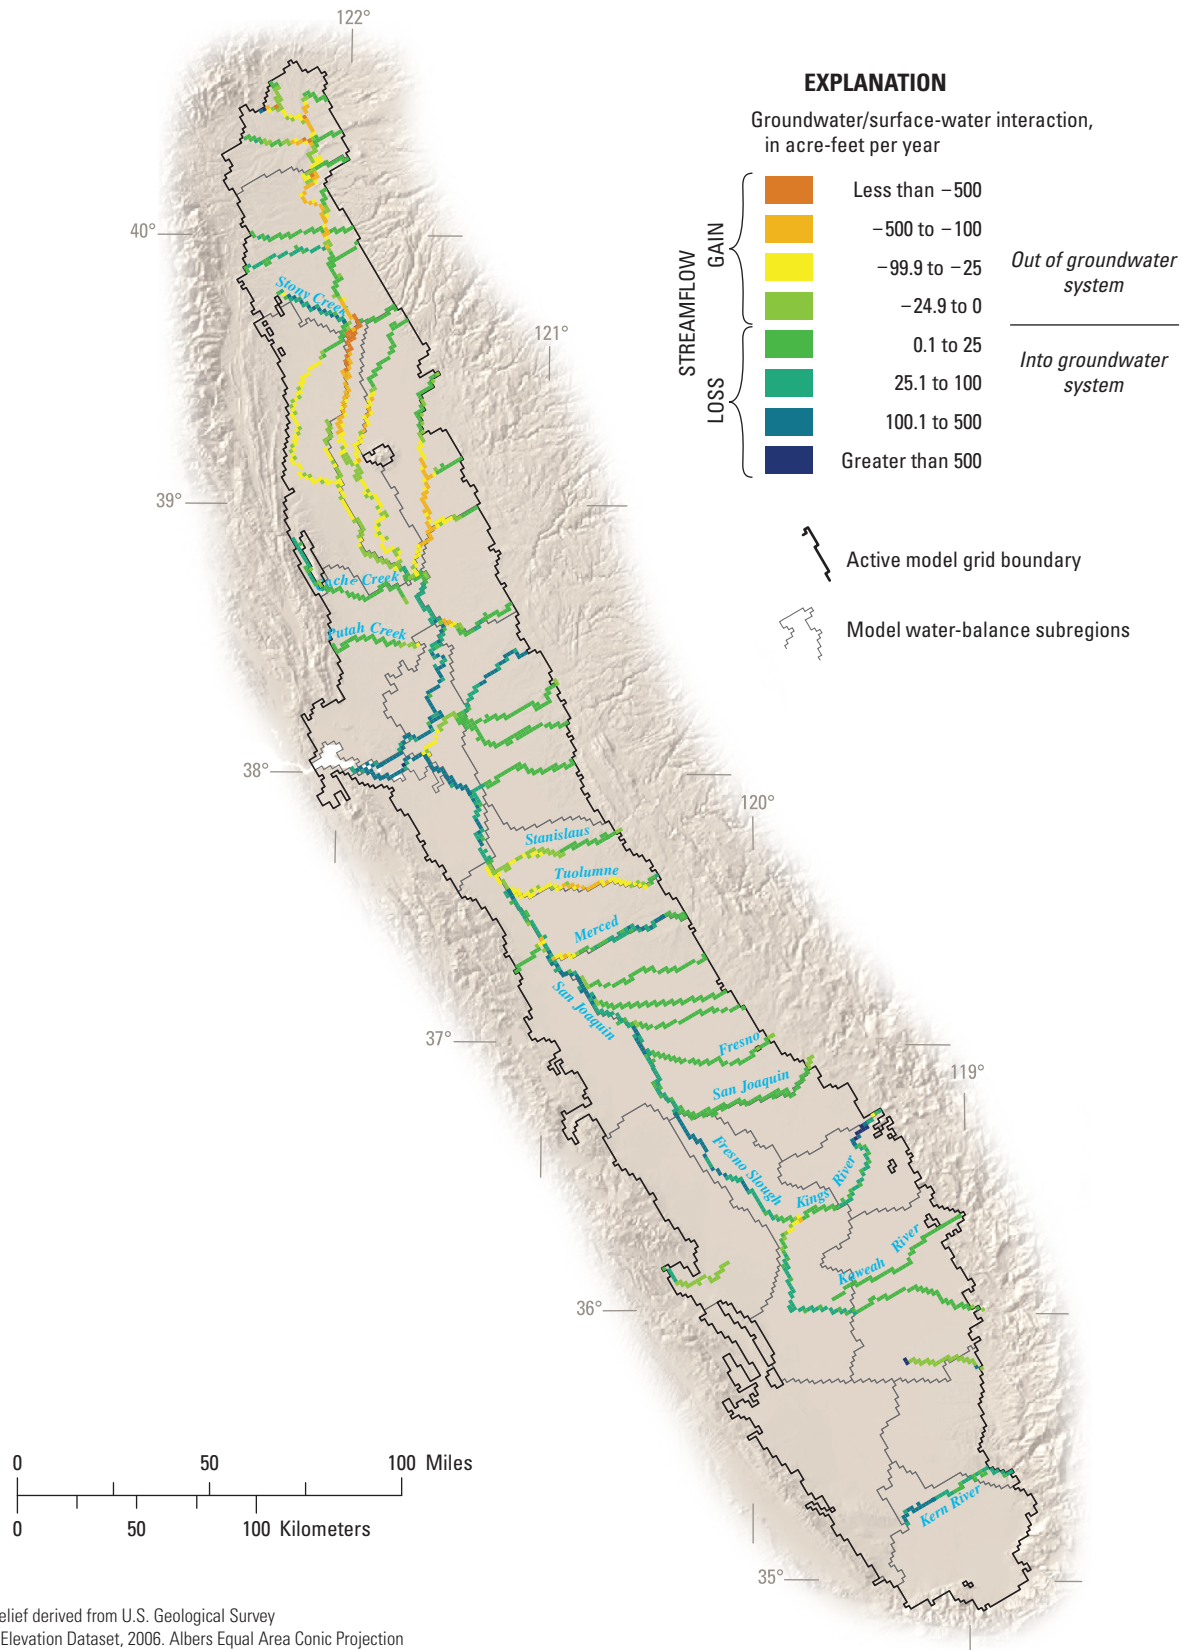 122°
EXPLANATION
Groundwater/surface-water interaction,
in acre-feet per year
STREAMFLOW
GAIN
LOSS
Less than −500
−500 to −100
−99.9 to −25
−24.9 to 0
0.1 to 25
25.1 to 100
100.1 to 500
Greater than 500
Out of groundwater
system
Into groundwater
system
Active model grid boundary
Model water-balance subregions
40°
Stony Creek
121°
39°
ache Creek
Putah Creek
38°
120°
Stanislaus
Tuolumne
Merced
San Joaquin
37°
Fresno
119°
San Joaquin
Fresno Slough
Kings River
Kaweah River
36°
Kern River
35°
0 50 100 Miles
0 50 100 Kilometers
elief derived from U.S. Geological Survey
Elevation Dataset, 2006. Albers Equal Area Conic Projection